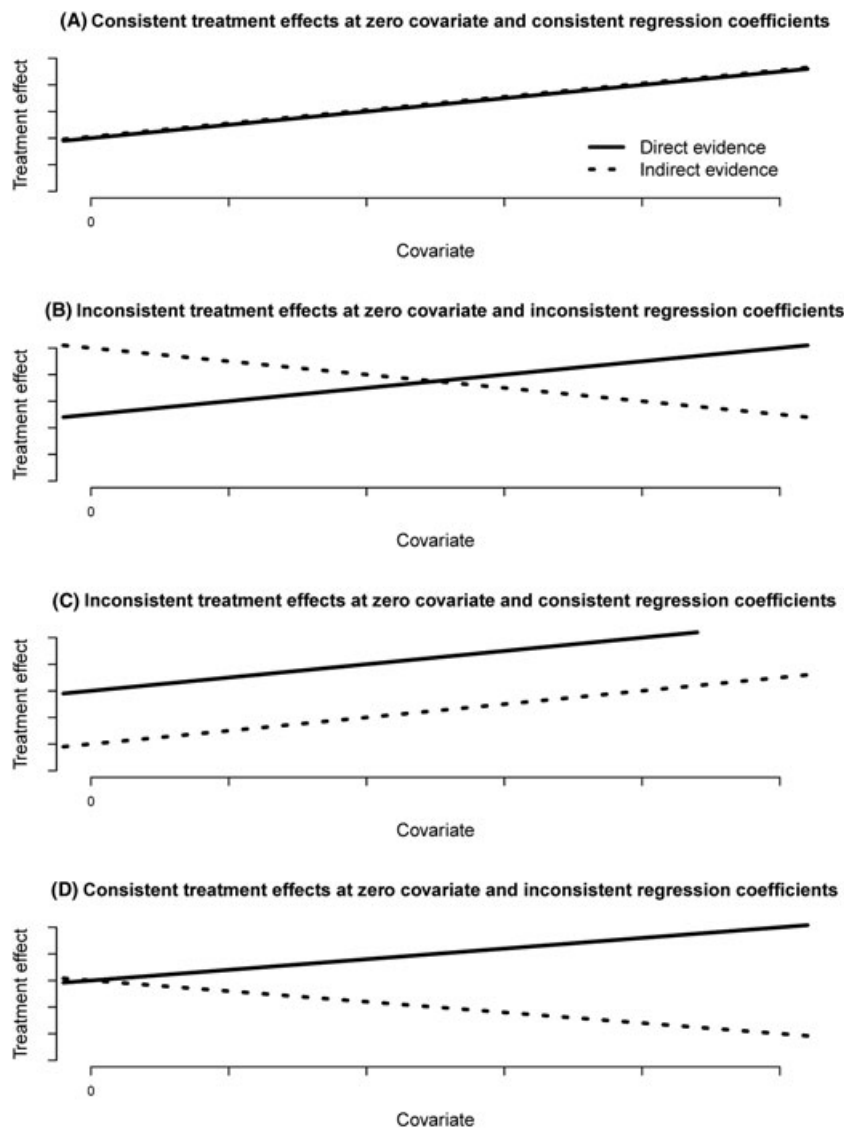 (A) Consistent treatment effects at zero covariate and consistent regression coefficients
Treatment effect
Direct evidence
Indirect evidence
0
Covariate
(B) Inconsistent treatment effects at zero covariate and inconsistent regression coefficients
Treatment effect
0
Covariate
(C) Inconsistent treatment effects at zero covariate and consistent regression coefficients
Treatment effect
0
Covariate
(D) Consistent treatment effects at zero covariate and inconsistent regression coefficients
Treatment effect
0
Covariate